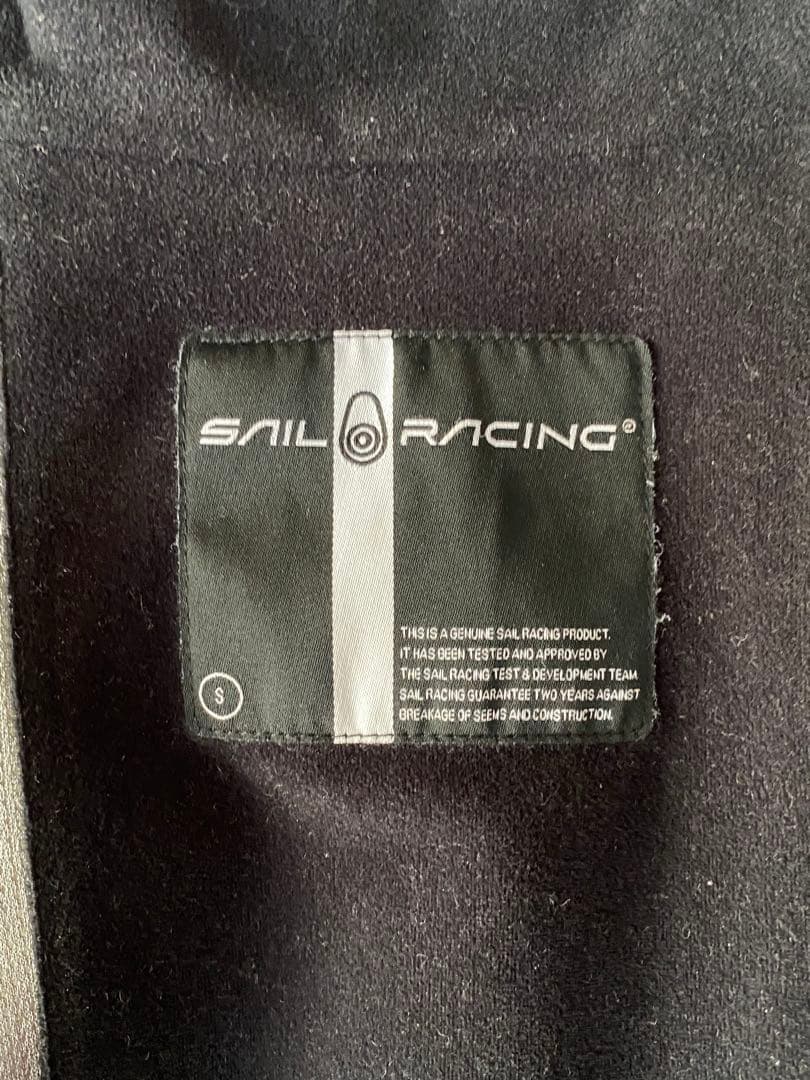 SAIL RACING®
THIS IS A GENUINE SAIL RACING PRODUCT.
IT HAS BEEN TESTED AND APPROVED BY
THE SAIL RACING TEST & DEVELOPMENT TEAM
SAIL RACING GUARANTEE TWO YEARS AGAINST
BREAKAGE OF SEEMS AND CONSTRUCTION.
S